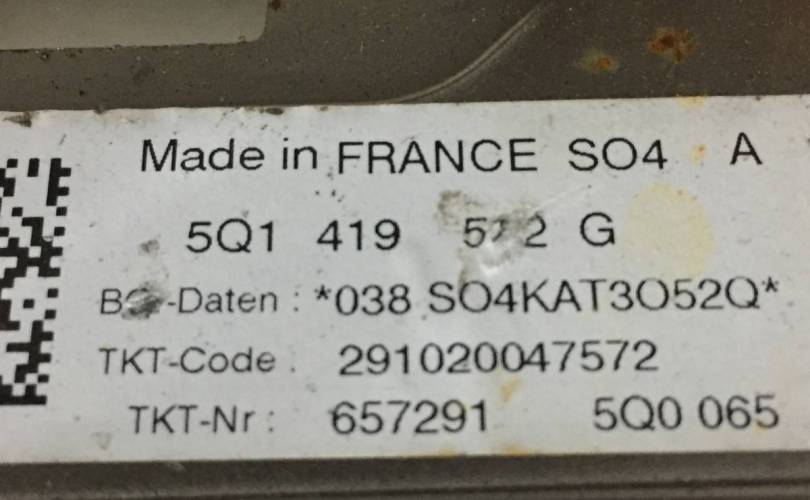 Made in FRANCE SO4 A
5Q1 419 G
*038 SO4KAT3O52Q*
TKT-Code : 291020047572
TKT-Nr : 657291 5Q0 065